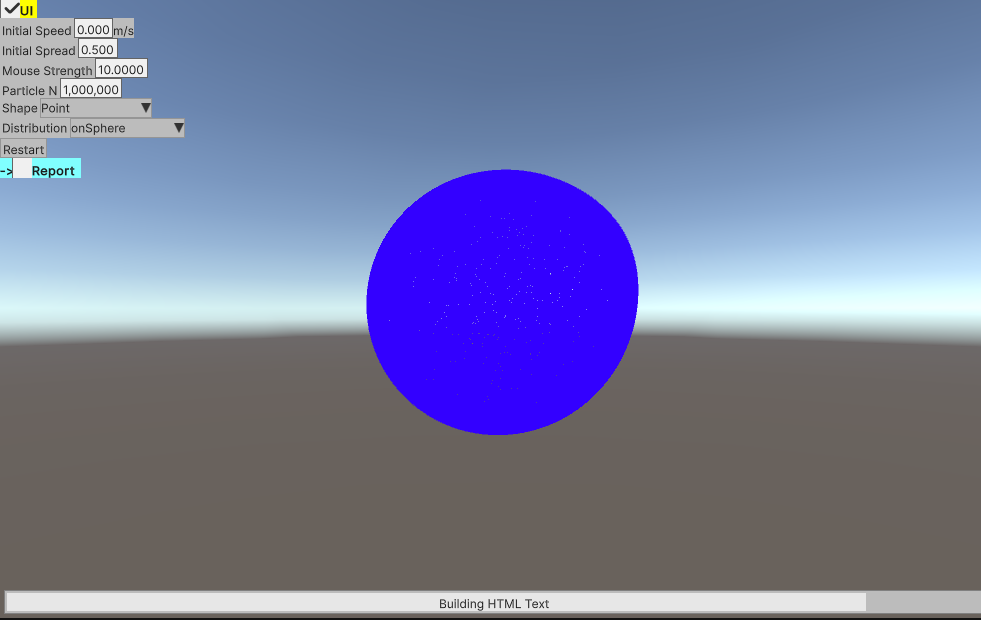 UI
Initial Speed 0.000 m/s
Initial Spread 0.500
Mouse Strength 10.0000
Particle N 1,000,000
Shape Point
Distribution onSphere
Restart
-> Report
Building HTML Text